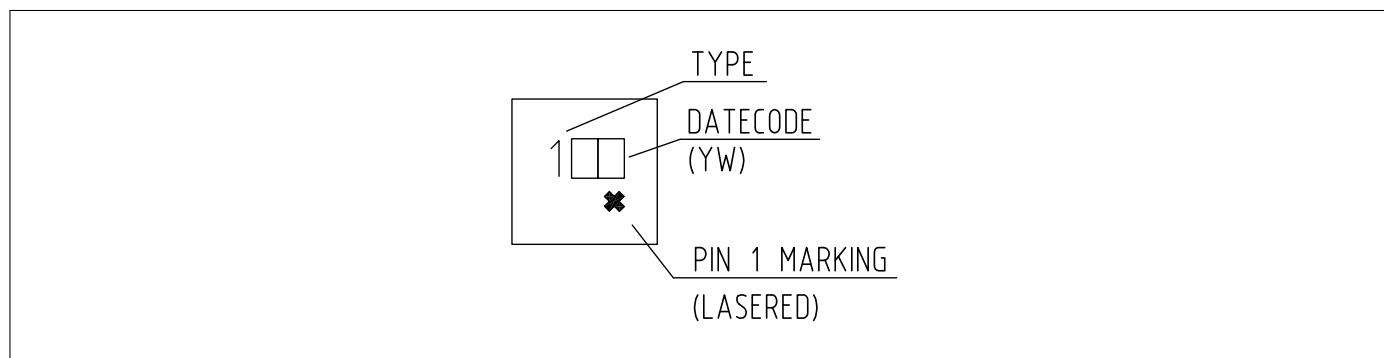 TYPE
DATECODE
1
(YW)
PIN 1 MARKING
(LASERED)